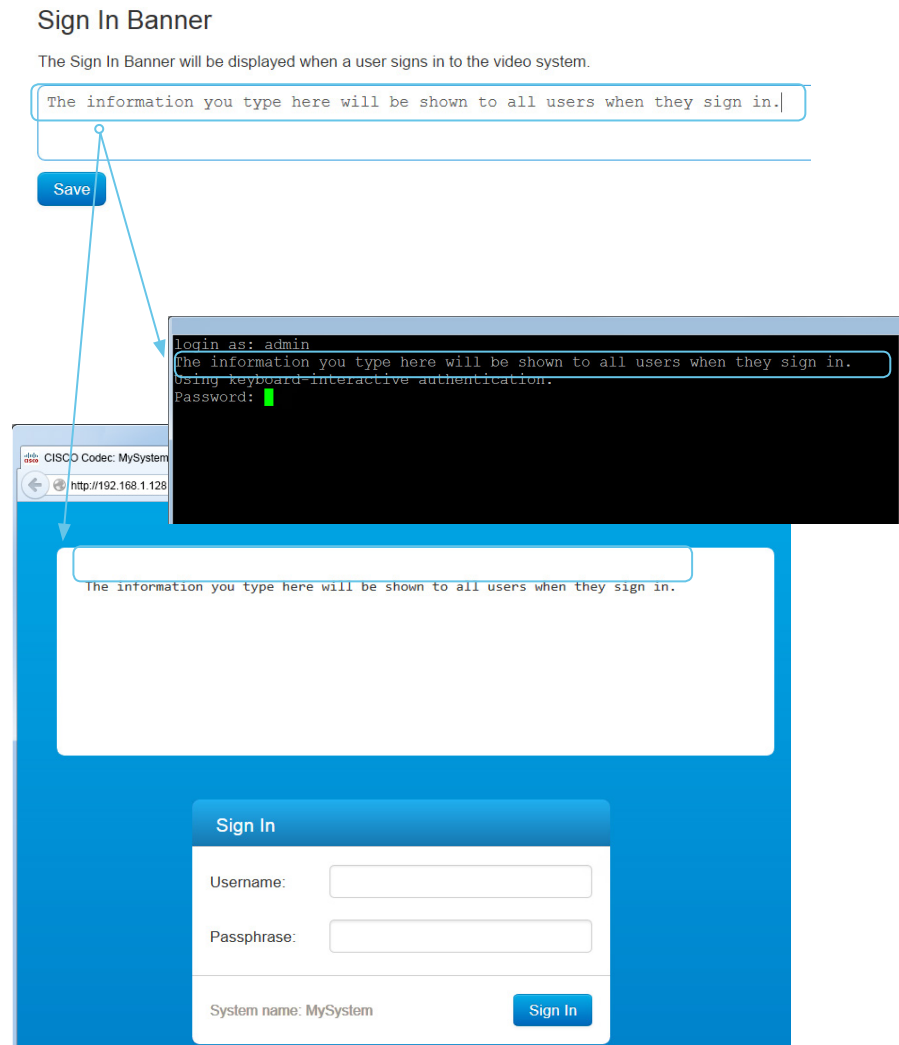 Sign In Banner
The Sign In Banner will be displayed when a user signs in to the video system.
The information you type here will be shown to all users when they sign in.
Save
login as: admin
The information you type here will be shown to all users when they sign in.
Using keyboard-interactive authentication.
Password:
CISCO
CISCO Codec: MySystem
http://192.168.1.128
The information you type here will be shown to all users when they sign in.
Sign In
Username:
Passphrase:
System name: MySystem
Sign In